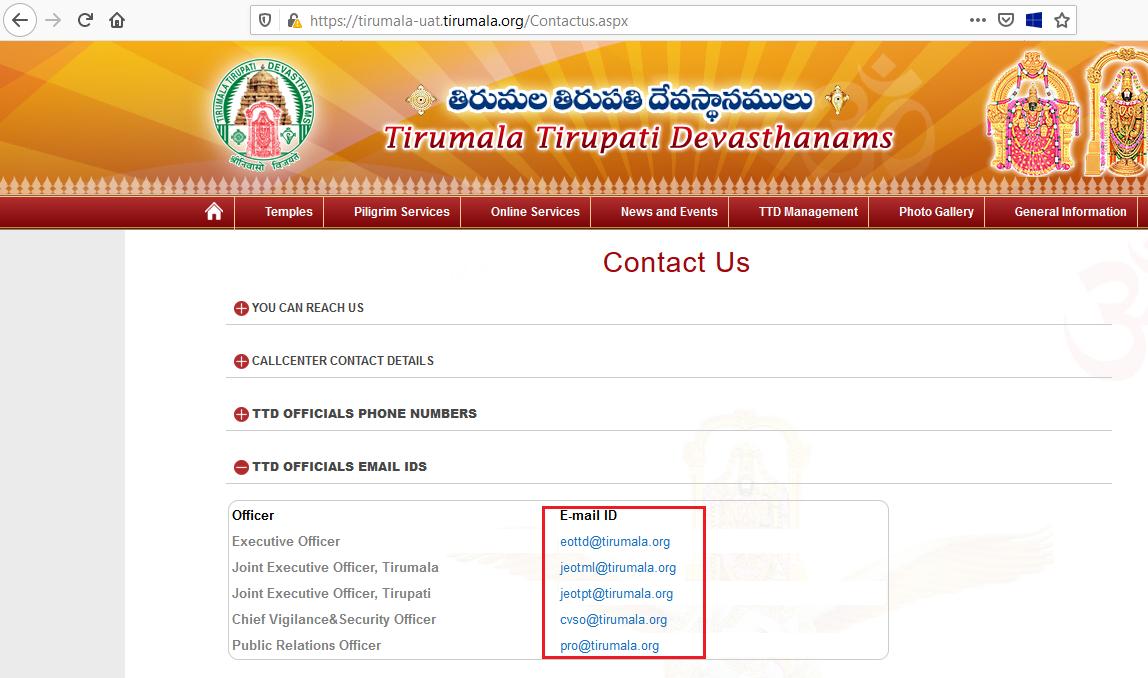 https://tirumala-uat.tirumala.org/Contactus.aspx
TIRUMALA TIRUPATI DEVASTHANAMS
श्रीनिवासो विजयते
తిరుమల తిరుపతి దేవస్థానములు
Tirumala Tirupati Devasthanams
Temples Piligrim Services Online Services News and Events TTD Management Photo Gallery General Information
Contact Us
YOU CAN REACH US
CALLCENTER CONTACT DETAILS
TTD OFFICIALS PHONE NUMBERS
TTD OFFICIALS EMAIL IDS
Officer E-mail ID
Executive Officer eottd@tirumala.org
Joint Executive Officer, Tirumala jeotml@tirumala.org
Joint Executive Officer, Tirupati jeotpt@tirumala.org
Chief Vigilance&Security Officer cvso@tirumala.org
Public Relations Officer pro@tirumala.org